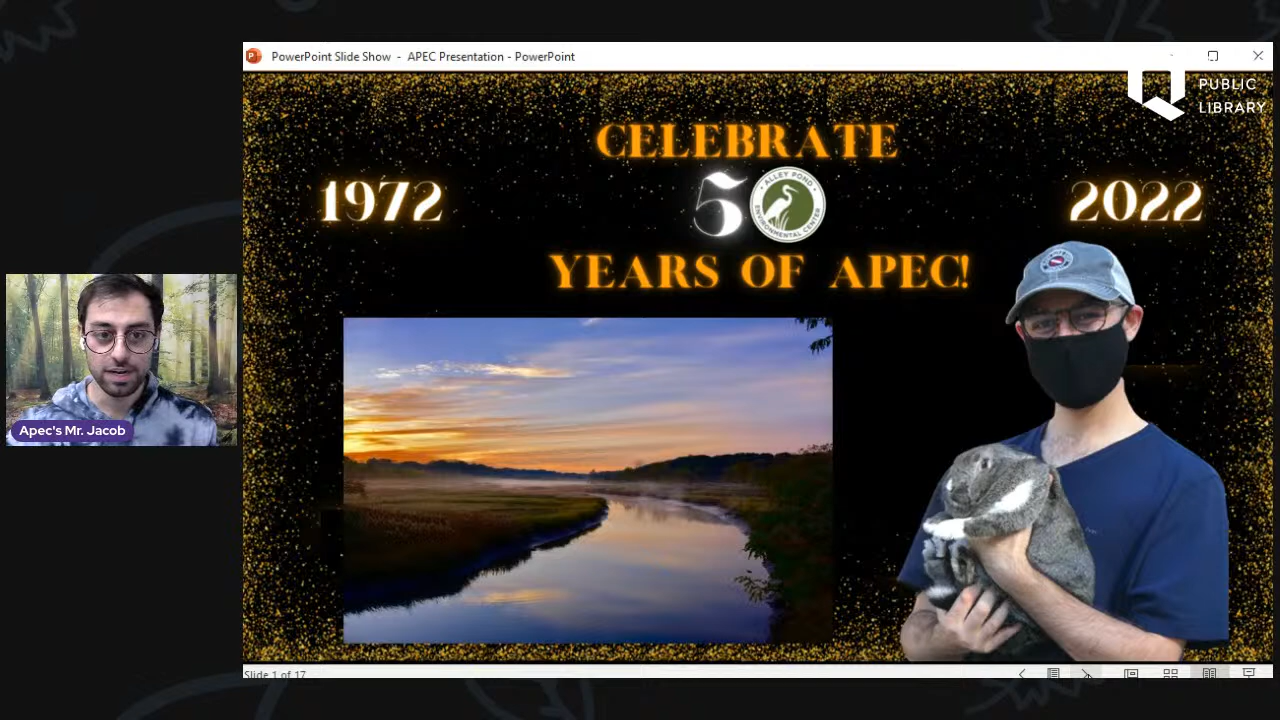 PowerPoint Slide Show - APEC Presentation - PowerPoint
PUBLIC
LIBRARY
CELEBRATE
1972
50
2022
ALLEY POND
ENVIRONMENTAL CENTER
YEARS OF APEC!
Apec's Mr. Jacob
Slide 1 of 17